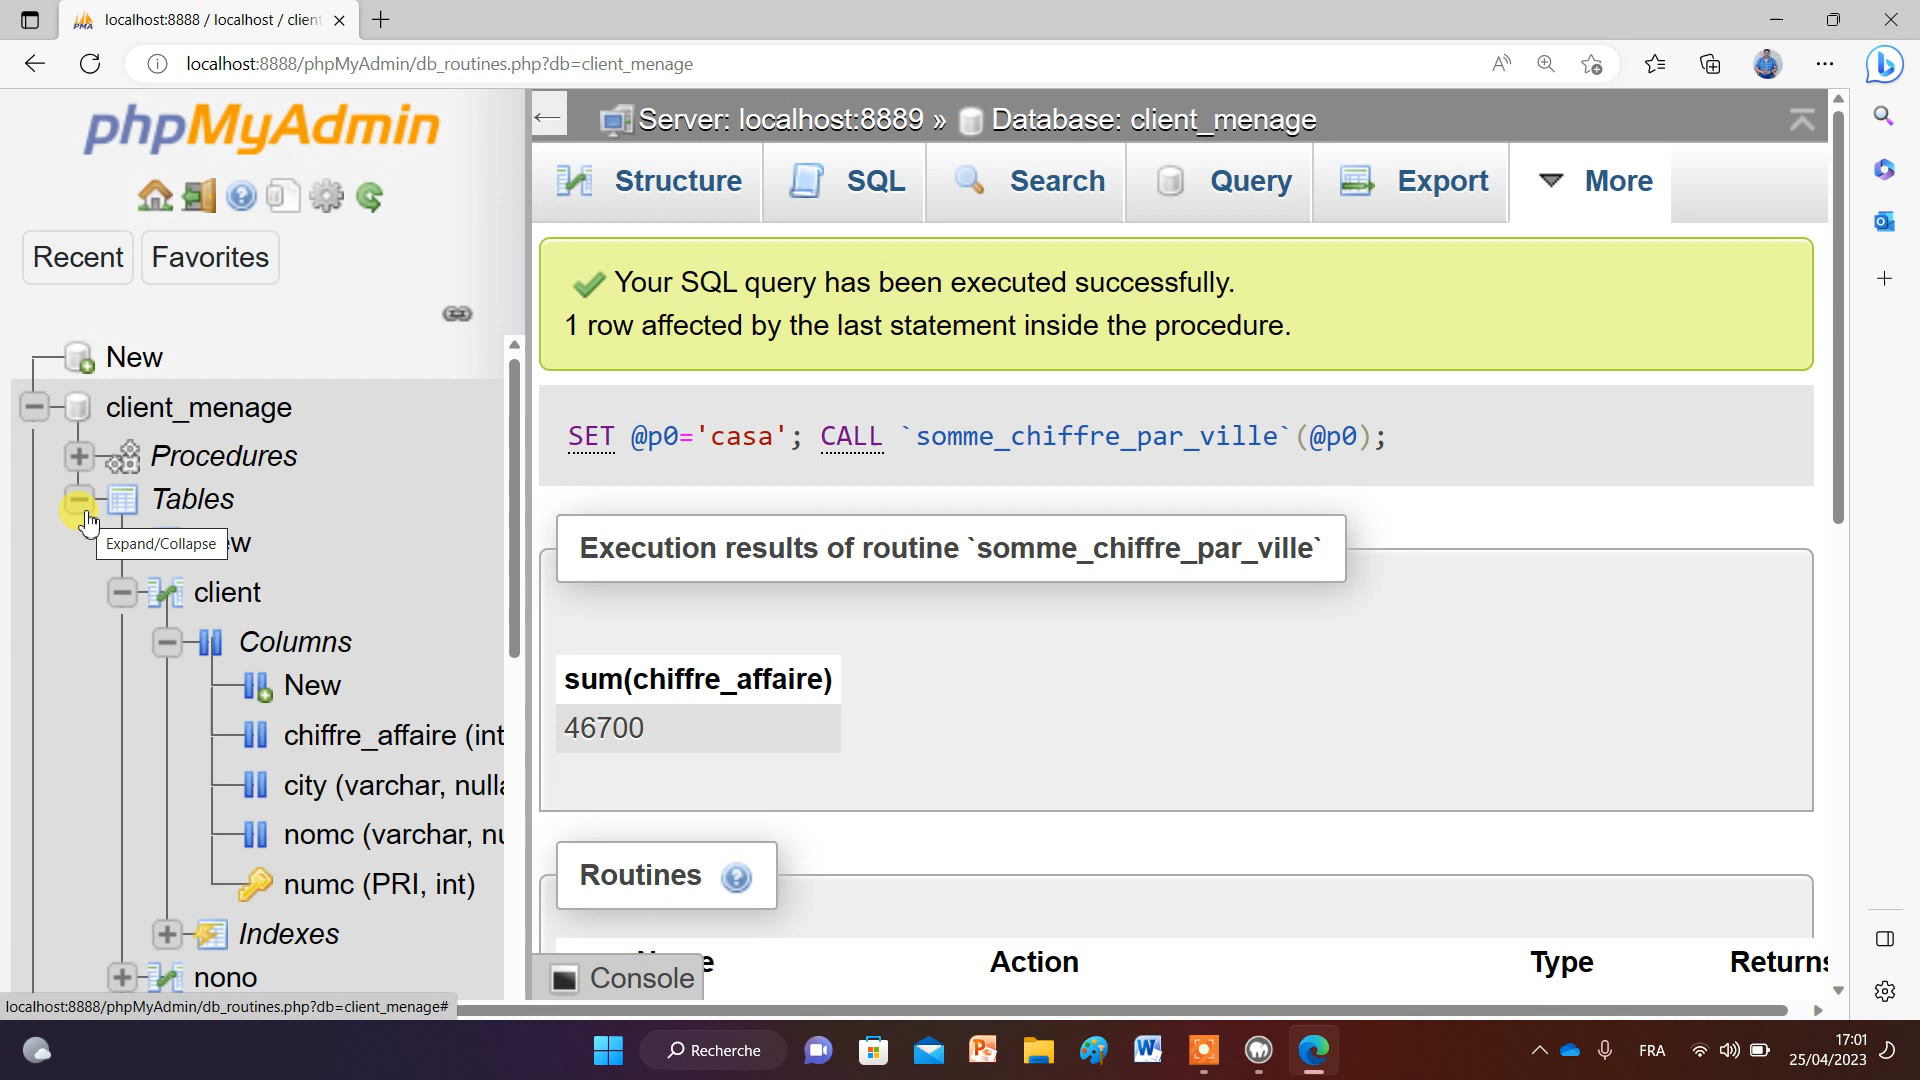 localhost:8888 / localhost / client
localhost:8888/phpMyAdmin/db_routines.php?db=client_menage
phpMyAdmin
Recent
Favorites
New
client_menage
Procedures
Tables
Expand/Collapse
client
Columns
New
chiffre_affaire (int
city (varchar, null
nomc (varchar, nu
numc (PRI, int)
Indexes
nono
localhost:8888/phpMyAdmin/db_routines.php?db=client_menage#
Server: localhost:8889 » Database: client_menage
Structure
SQL
Search
Query
Export
More
Your SQL query has been executed successfully.
1 row affected by the last statement inside the procedure.
SET @p0='casa'; CALL `somme_chiffre_par_ville`(@p0);
Execution results of routine `somme_chiffre_par_ville`
sum(chiffre_affaire)
46700
Routines
Action
Type
Returns
Console
Recherche
FRA
17:01
25/04/2023